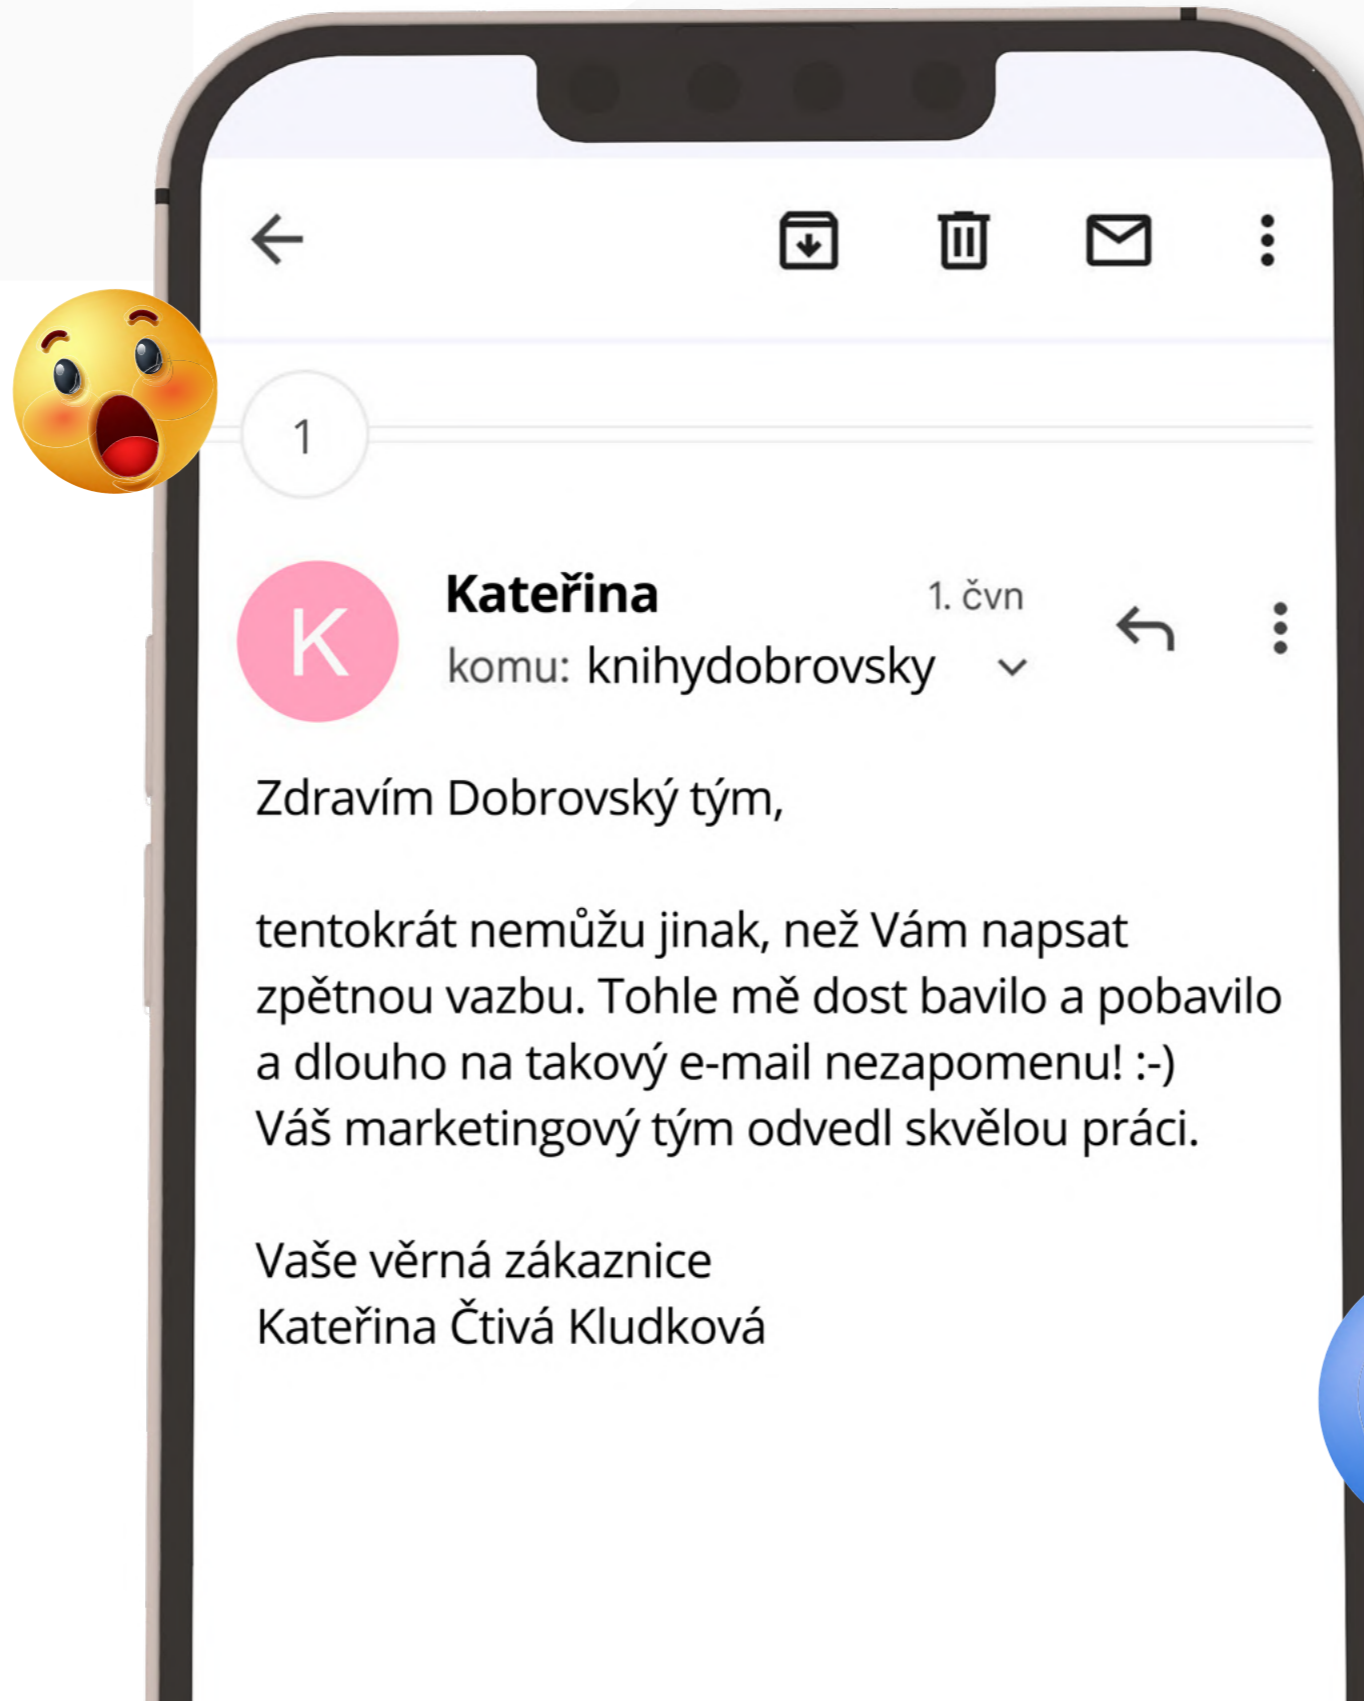 1
K
Kateřina
1. čvn
komu: knihydobrovsky
Zdravím Dobrovský tým,
tentokrát nemůžu jinak, než Vám napsat
zpětnou vazbu. Tohle mě dost bavilo a pobavilo
a dlouho na takový e-mail nezapomenu! :-)
Váš marketingový tým odvedl skvělou práci.
Vaše věrná zákaznice
Kateřina Čtivá Kludková